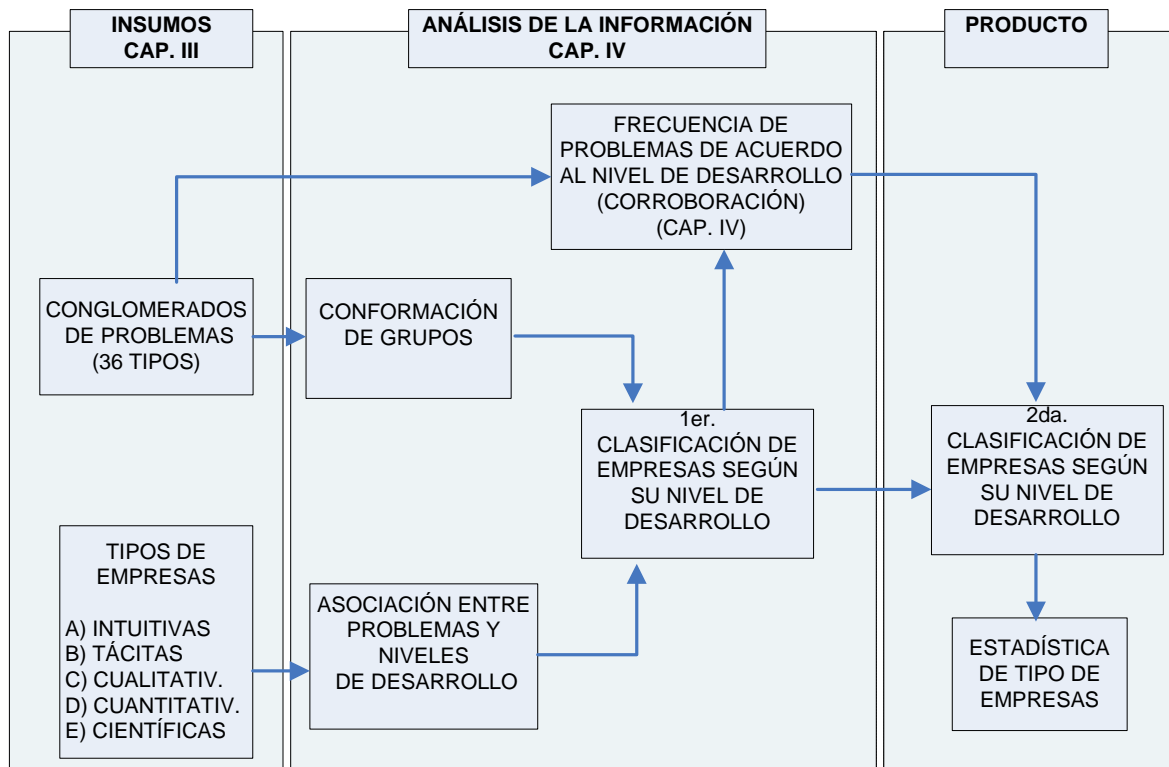 INSUMOS
CAP. III
ANÁLISIS DE LA INFORMACIÓN
CAP. IV
PRODUCTO
FRECUENCIA DE
PROBLEMAS DE ACUERDO
AL NIVEL DE DESARROLLO
(CORROBORACIÓN)
(CAP. IV)
CONGLOMERADOS
DE PROBLEMAS
(36 TIPOS)
CONFORMACIÓN
DE GRUPOS
1er.
CLASIFICACIÓN DE
EMPRESAS SEGÚN
SU NIVEL DE
DESARROLLO
2da.
CLASIFICACIÓN DE
EMPRESAS SEGÚN
SU NIVEL DE
DESARROLLO
TIPOS DE
EMPRESAS
A) INTUITIVAS
B) TÁCITAS
C) CUALITATIV.
D) CUANTITATIV.
E) CIENTÍFICAS
ASOCIACIÓN ENTRE
PROBLEMAS Y
NIVELES
DE DESARROLLO
ESTADÍSTICA
DE TIPO DE
EMPRESAS